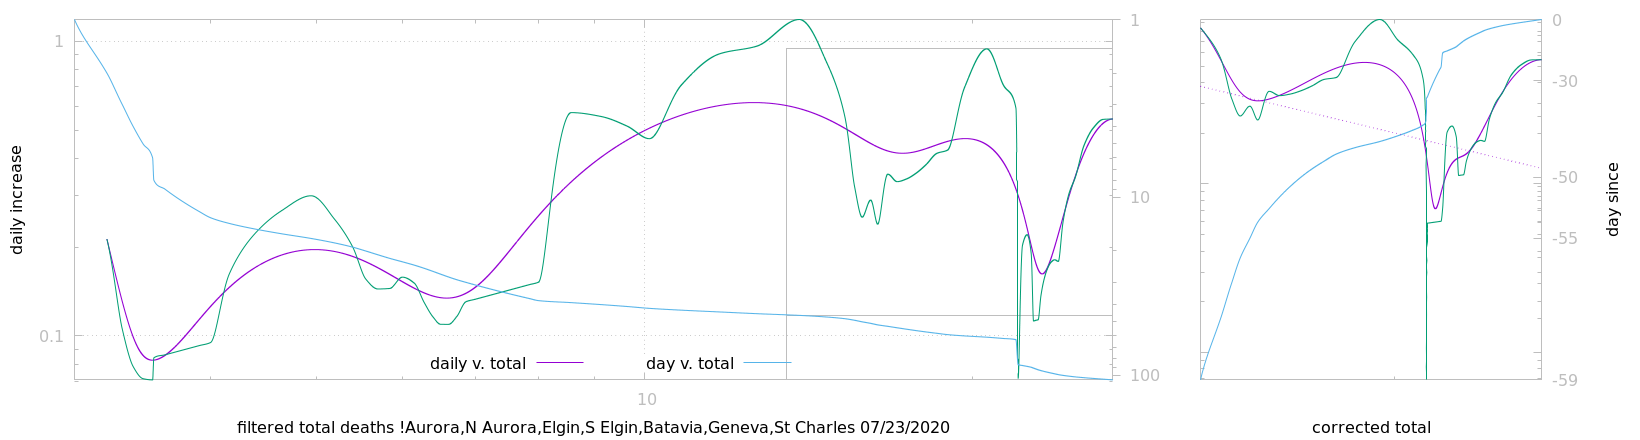 1
0.1
daily increase
daily v. total
day v. total
10
1
10
100
filtered total deaths !Aurora,N Aurora,Elgin,S Elgin,Batavia,Geneva,St Charles 07/23/2020
0
-30
-50
-55
-59
day since
corrected total